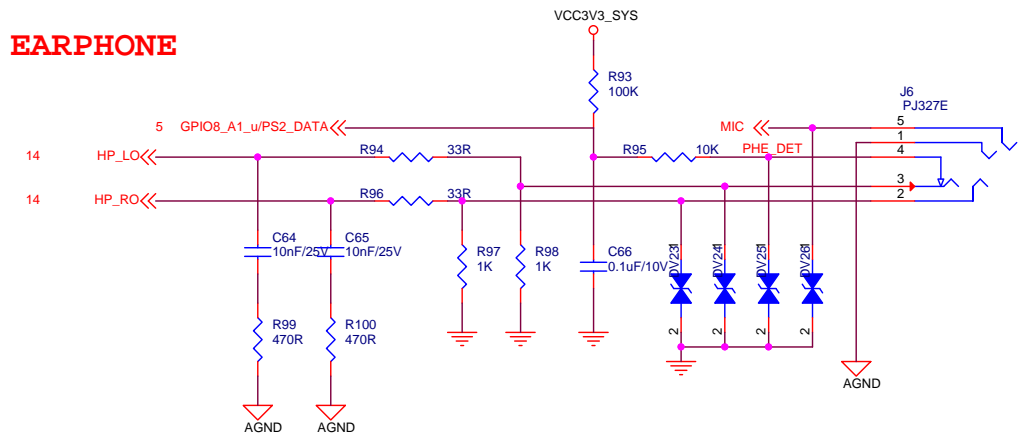 VCC3V3_SYS
EARPHONE
R93
100K
J6
PJ327E
5 GPIO8_A1_u/PS2_DATA
MIC
5
1
14 HP_LO
R94 33R
R95 10K
PHE_DET
4
3
14 HP_RO
R96 33R
2
C64
10nF/25V
C65
10nF/25V
R97
1K
R98
1K
C66
0.1uF/10V
DV23 1
DV24 1
DV25 1
DV26 1
R99
470R
R100
470R
2 2 2 2
AGND
AGND AGND